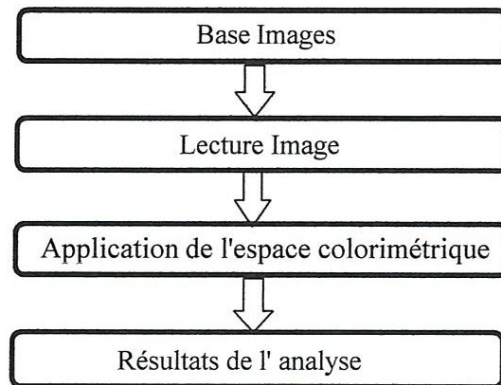 Base Images
Lecture Image
Application de l'espace colorimétrique
Résultats de l' analyse